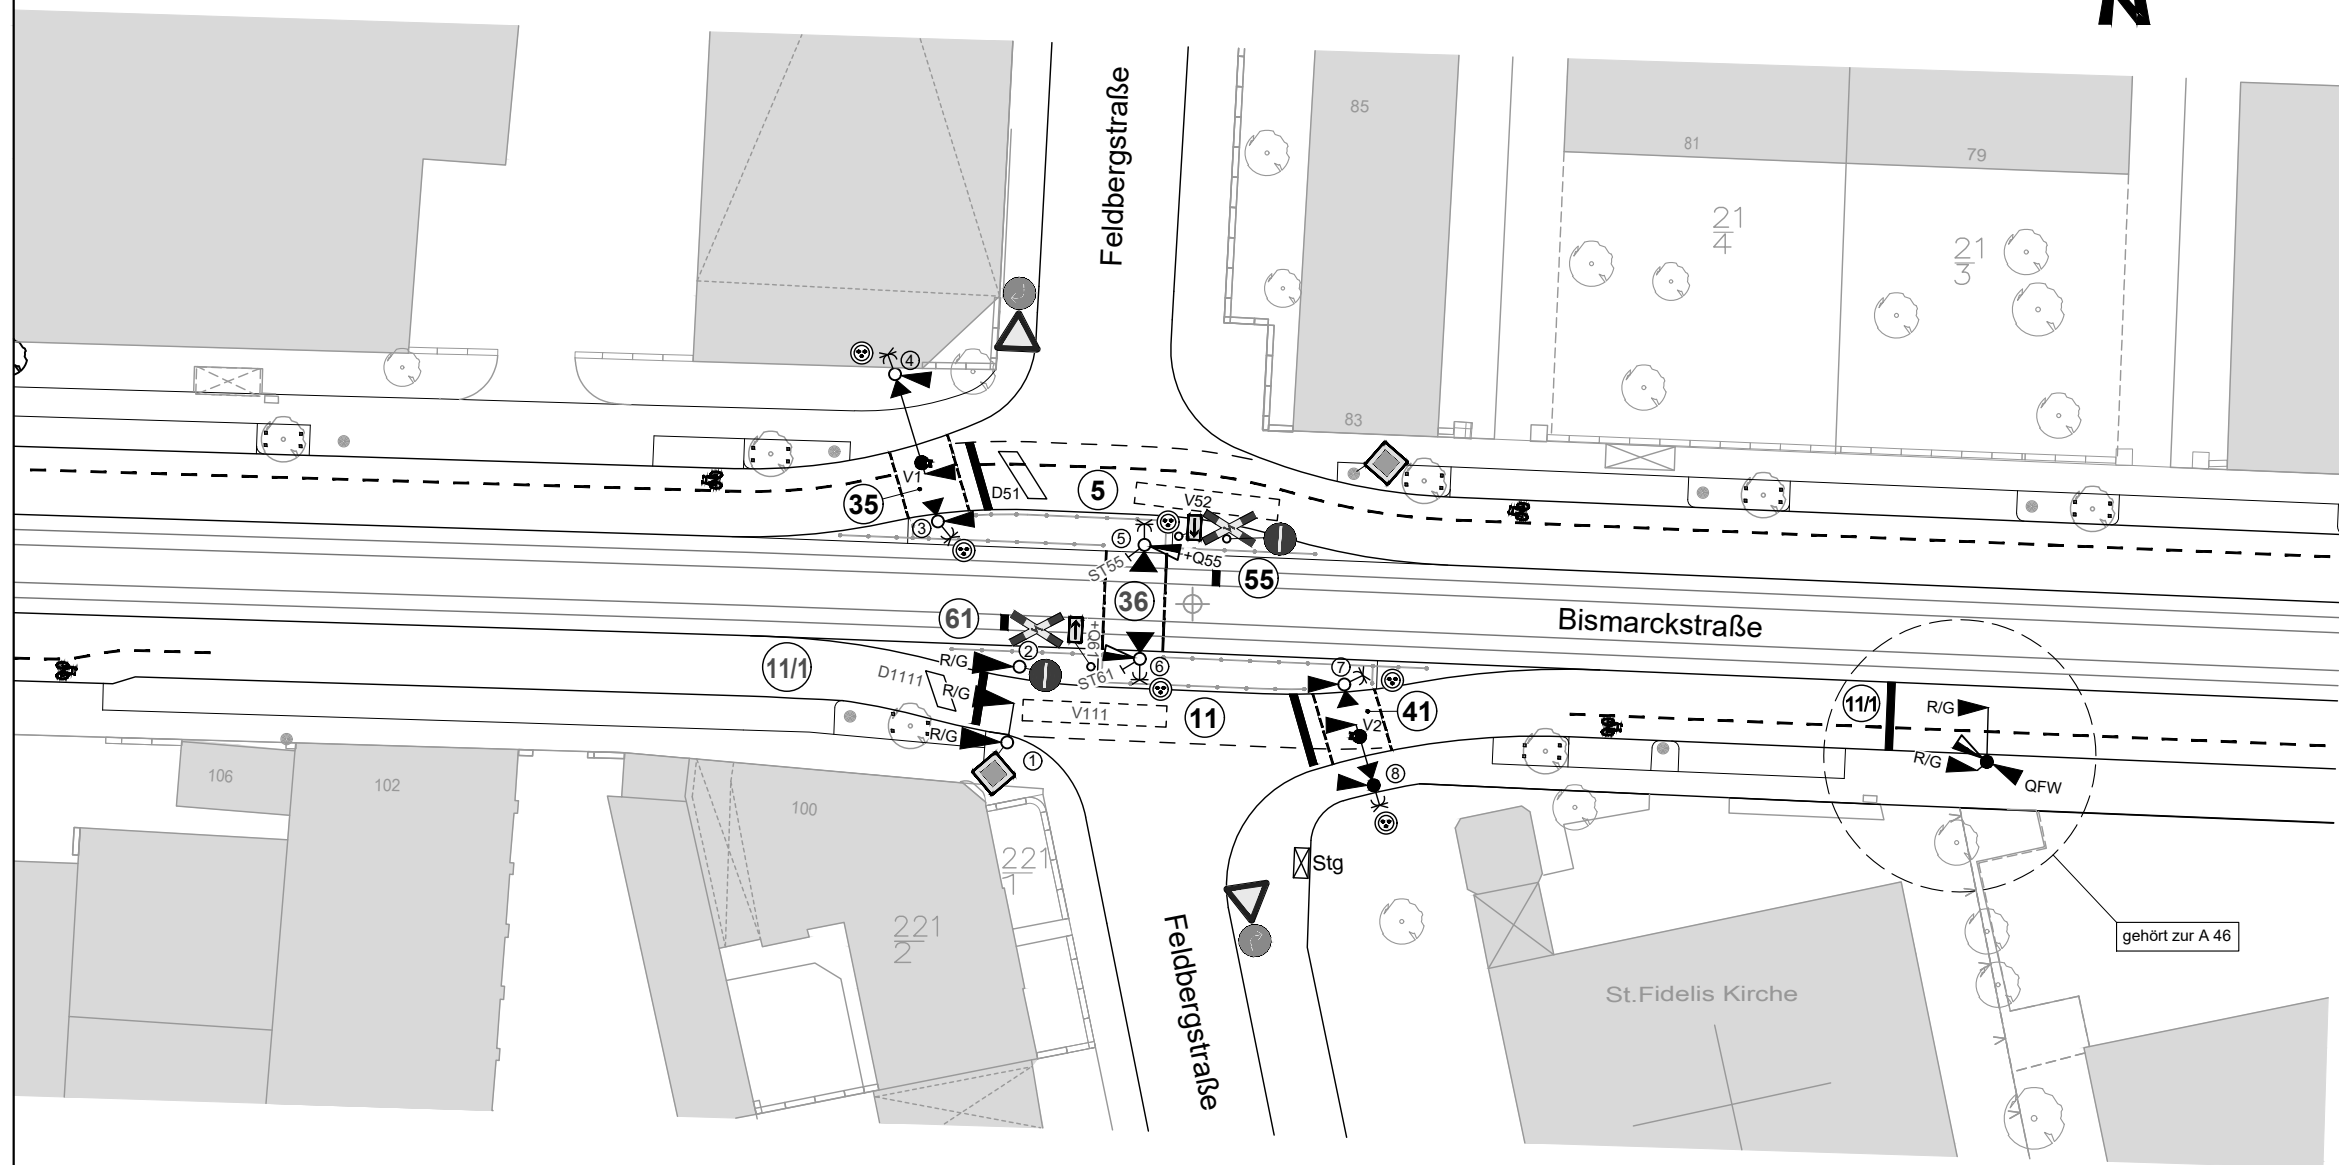 N
Feldbergstraße
85
81
79
21
4
21
3
83
4
V1
35
D51
5
V52
3
5
+Q55
ST55
55
36
61
Bismarckstraße
2
+Q61
R/G
11/1
6
7
D1111
ST61
R/G
V111
11
41
V2
11/1
R/G
R/G
1
R/G
QFW
8
106
102
100
221
1
Stg
221
2
gehört zur A 46
St.Fidelis Kirche
Feldbergstraße